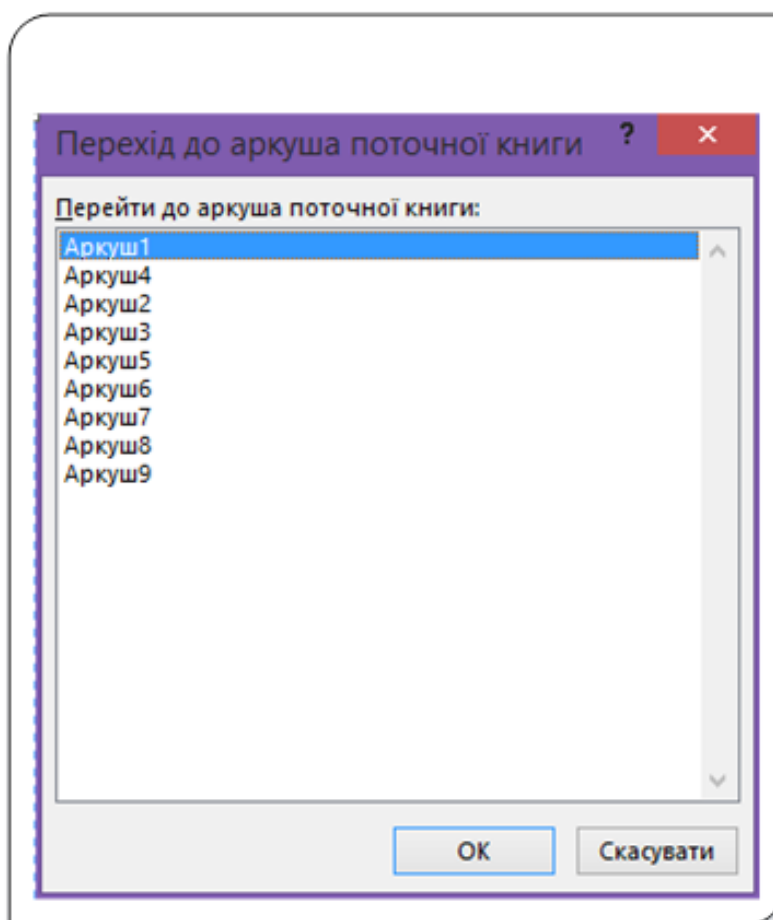 Перехід до аркуша поточної книги ?
Перейти до аркуша поточної книги:
Аркуш1
Аркуш4
Аркуш2
Аркуш3
Аркуш5
Аркуш6
Аркуш7
Аркуш8
Аркуш9
OK Скасувати